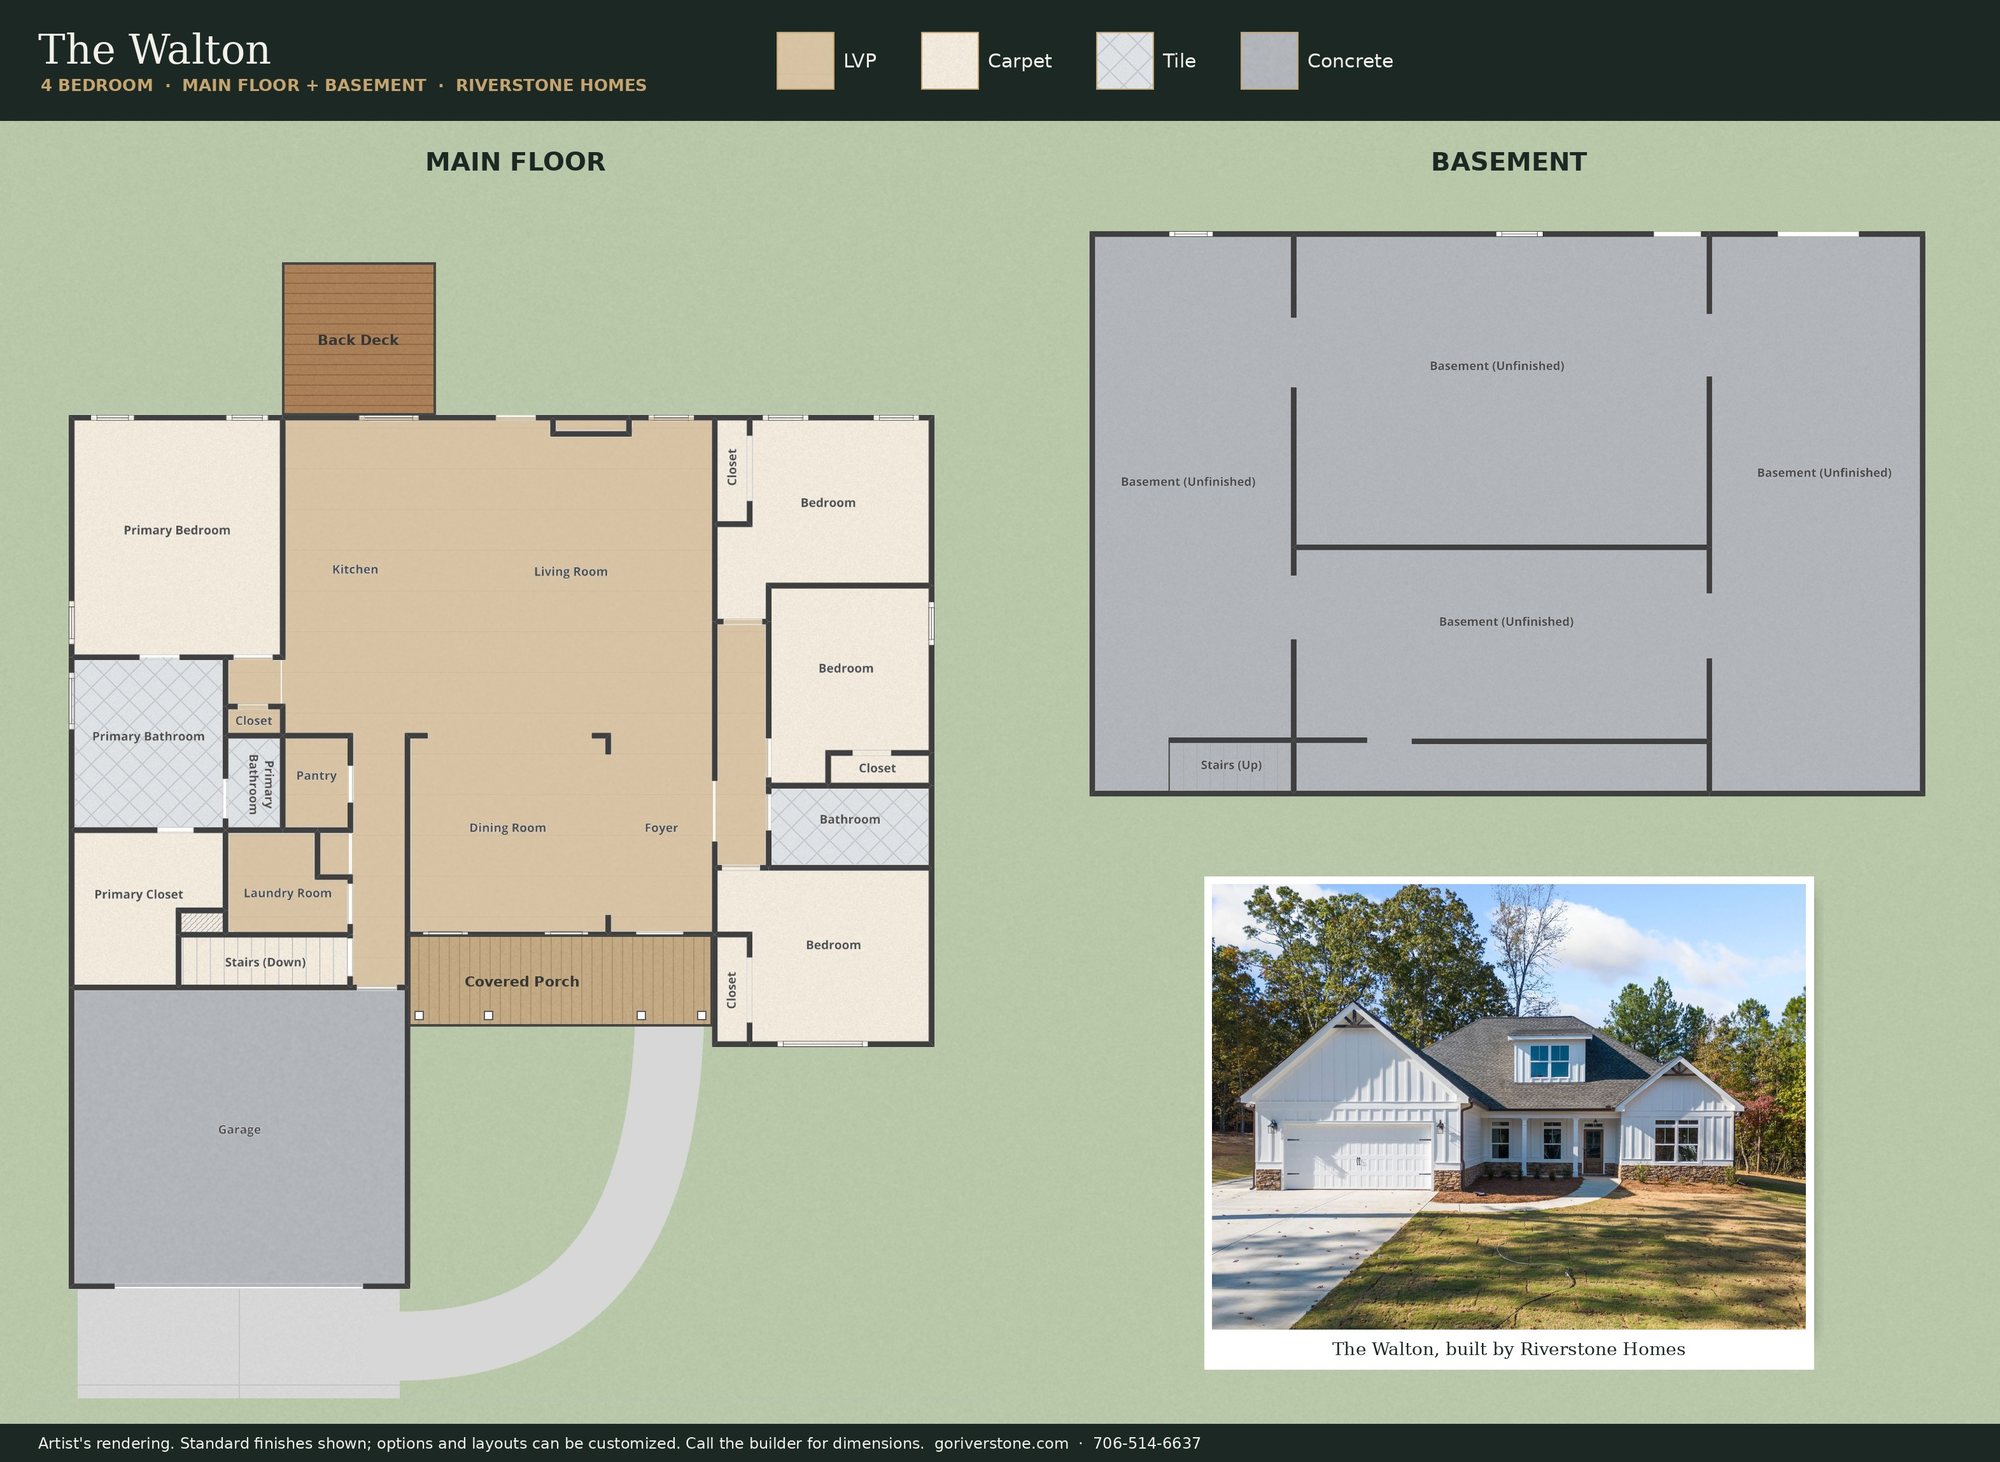 The Walton
4 BEDROOM · MAIN FLOOR + BASEMENT · RIVERSTONE HOMES
LVP
Carpet
Tile
Concrete
MAIN FLOOR
Back Deck
Primary Bedroom
Kitchen
Living Room
Closet
Bedroom
Bedroom
Closet
Primary Bathroom
Primary
Bathroom
Pantry
Closet
Dining Room
Foyer
Bathroom
Primary Closet
Laundry Room
Stairs (Down)
Covered Porch
Closet
Bedroom
Garage
BASEMENT
Basement (Unfinished)
Basement (Unfinished)
Basement (Unfinished)
Basement (Unfinished)
Stairs (Up)
The Walton, built by Riverstone Homes
Artist's rendering. Standard finishes shown; options and layouts can be customized. Call the builder for dimensions. goriverstone.com · 706-514-6637